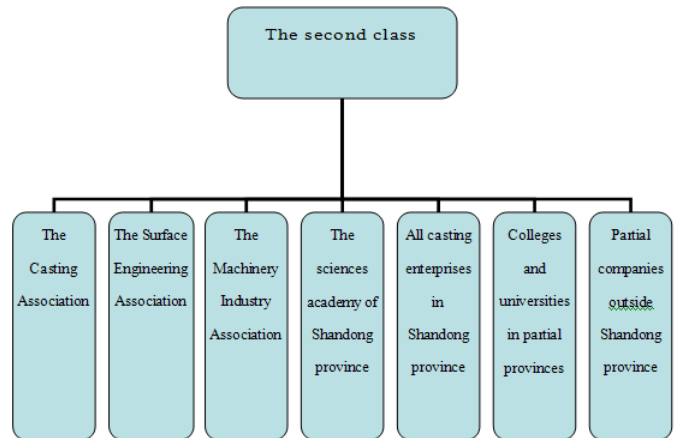 The second class
The
Casting
Association
The Surface
Engineering
Association
The
Machinery
Industry
Association
The
sciences
academy of
Shandong
province
All casting
enterprises
in
Shandong
province
Colleges
and
universities
in partial
provinces
Partial
companies
outside
Shandong
province